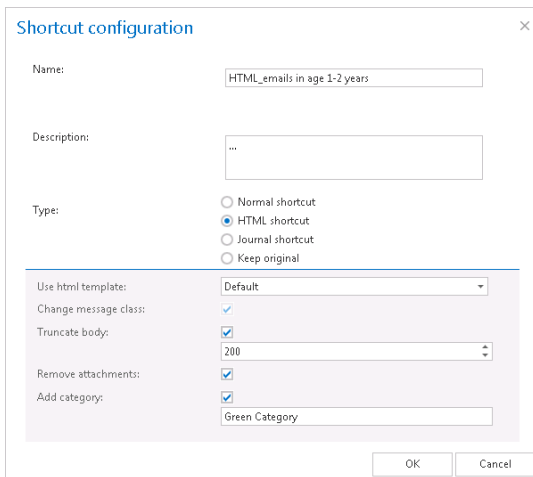 Shortcut configuration
Name:
HTML_emails in age 1-2 years
Description:
...
Type:
Normal shortcut
HTML shortcut
Journal shortcut
Keep original
Use html template:
Default
Change message class:
Truncate body:
200
Remove attachments:
Add category:
Green Category
OK
Cancel